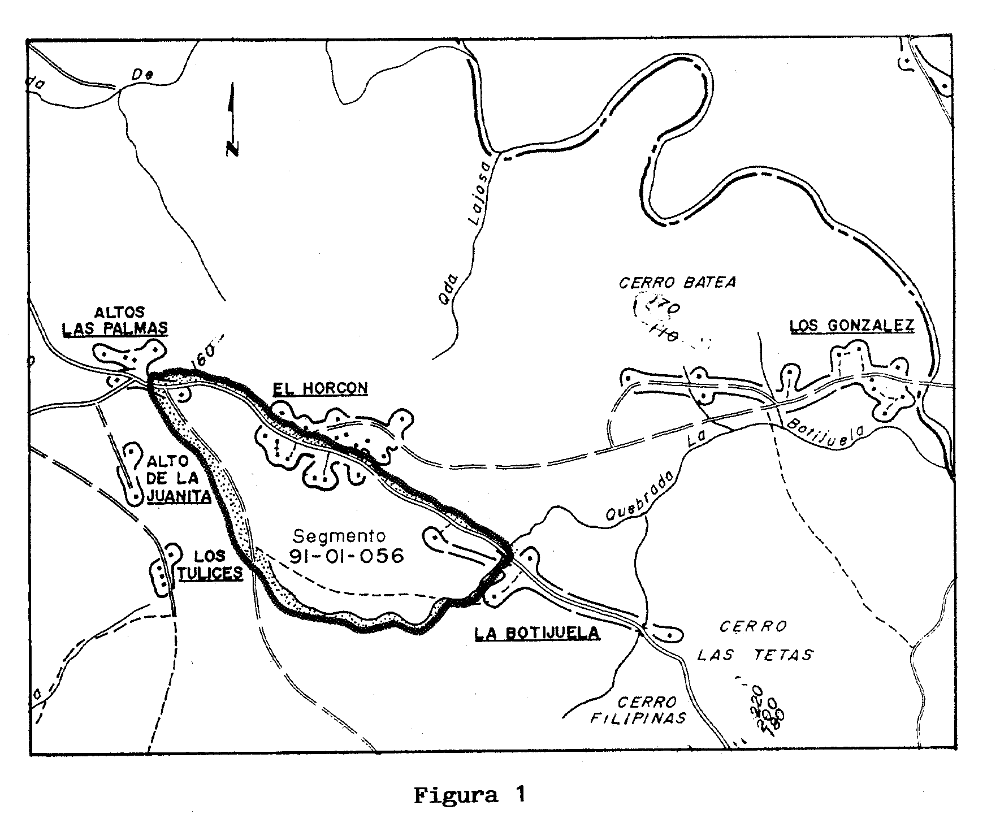 De
da
N
Lajosa
Qda.
CERRO BATEA
170
110
ALTOS
LAS PALMAS
LOS GONZALEZ
160
EL HORCON
La
Botijuela
Quebrada
ALTO
DE LA
JUANITA
Segmento
91-01-056
LOS
TULICES
LA BOTIJUELA
CERRO
LAS TETAS
a
CERRO
FILIPINAS
220
200
180
Figura 1